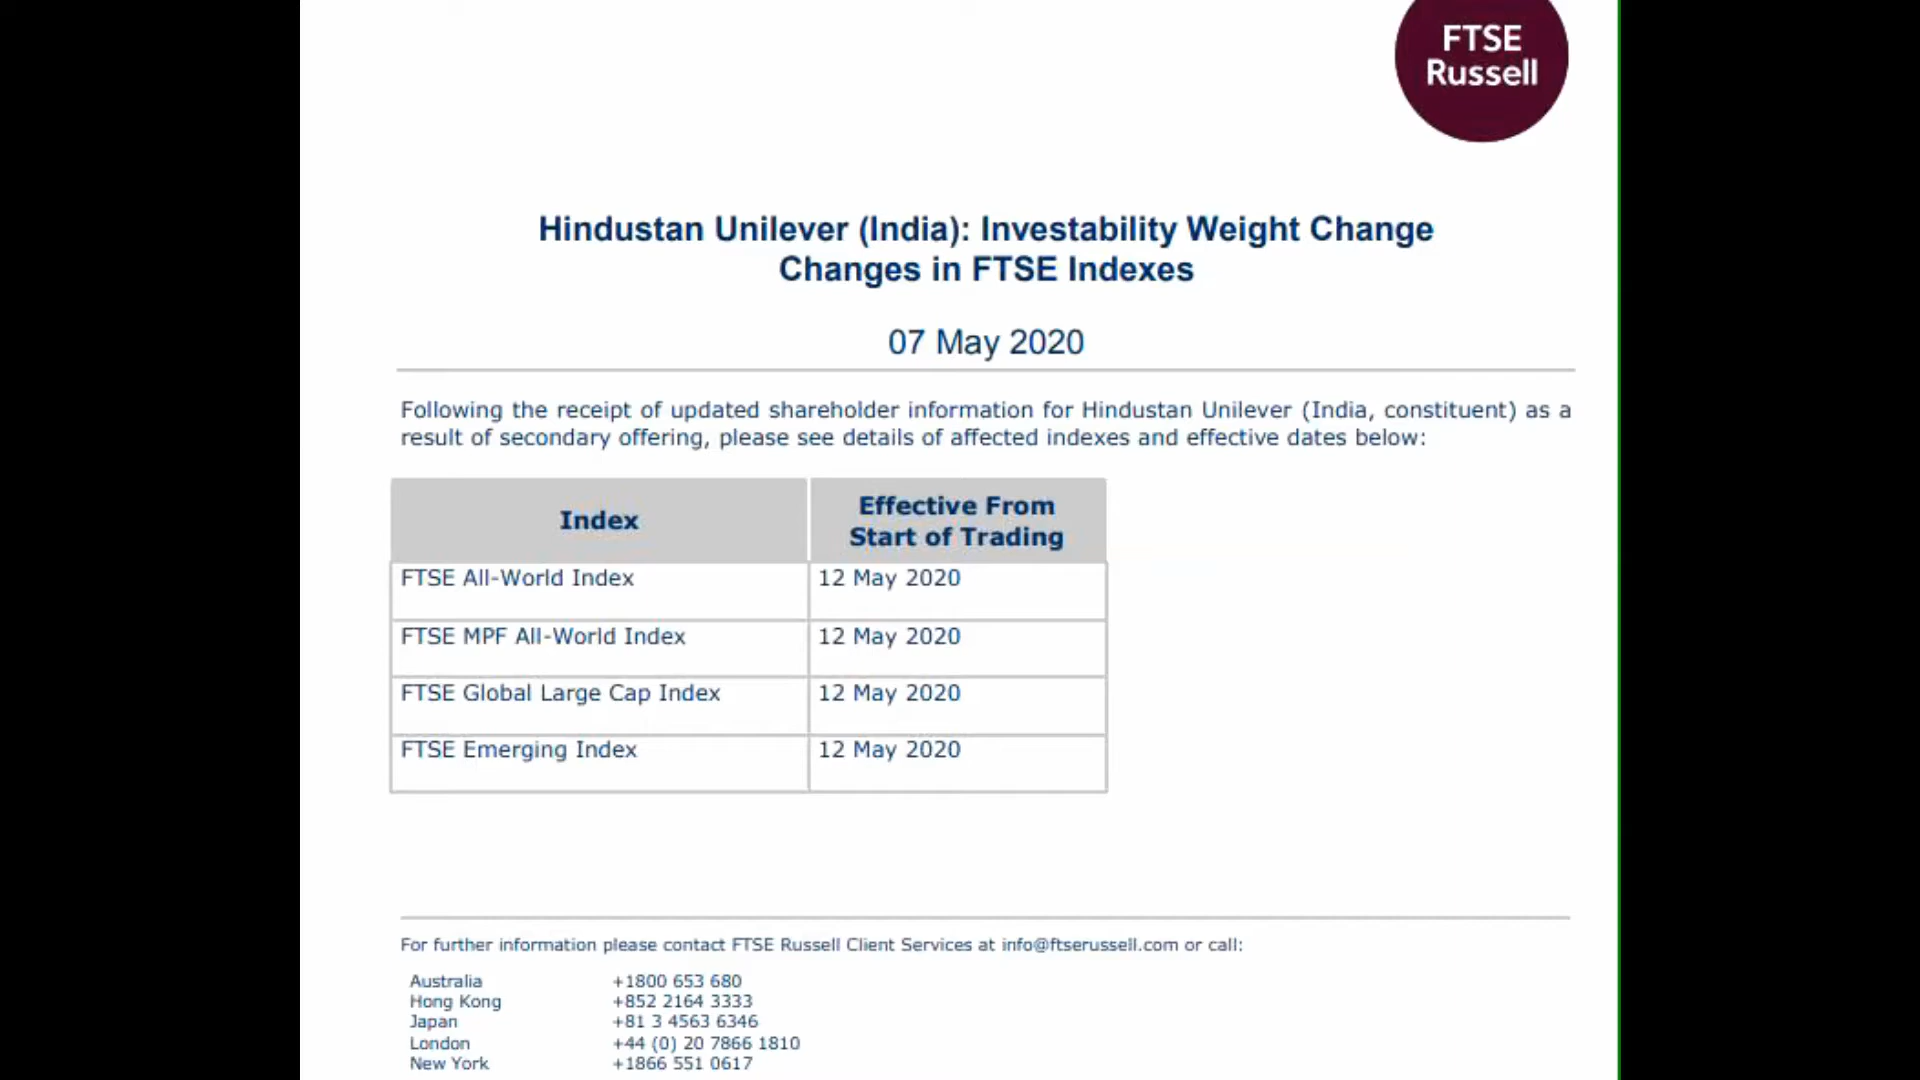 FTSE
Russell
Hindustan Unilever (India): Investability Weight Change
Changes in FTSE Indexes
07 May 2020
Following the receipt of updated shareholder information for Hindustan Unilever (India, constituent) as a
result of secondary offering, please see details of affected indexes and effective dates below:
Index
Effective From
Start of Trading
FTSE All-World Index 12 May 2020
FTSE MPF All-World Index 12 May 2020
FTSE Global Large Cap Index 12 May 2020
FTSE Emerging Index 12 May 2020
For further information please contact FTSE Russell Client Services at info@ftserussell.com or call:
Australia +1800 653 680
Hong Kong +852 2164 3333
Japan +81 3 4563 6346
London +44 (0) 20 7866 1810
New York +1866 551 0617